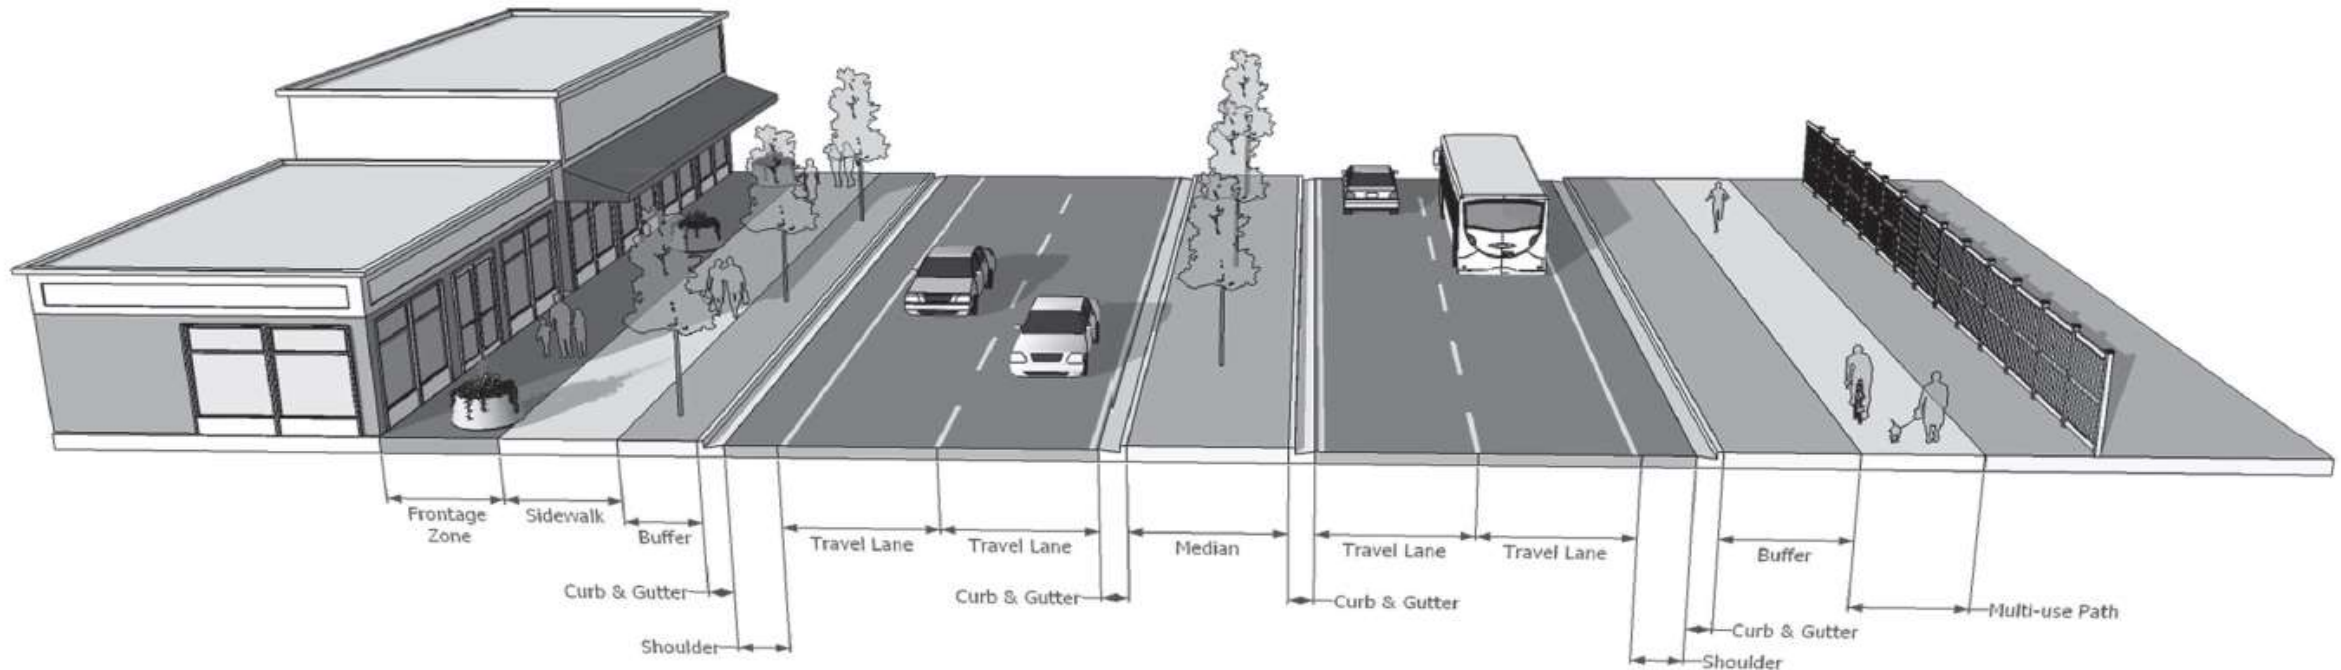 Frontage
Zone
Sidewalk
Buffer
Travel Lane
Travel Lane
Median
Travel Lane
Travel Lane
Buffer
Curb & Gutter
Curb & Gutter
Curb & Gutter
Multi-use Path
Curb & Gutter
Shoulder
Shoulder